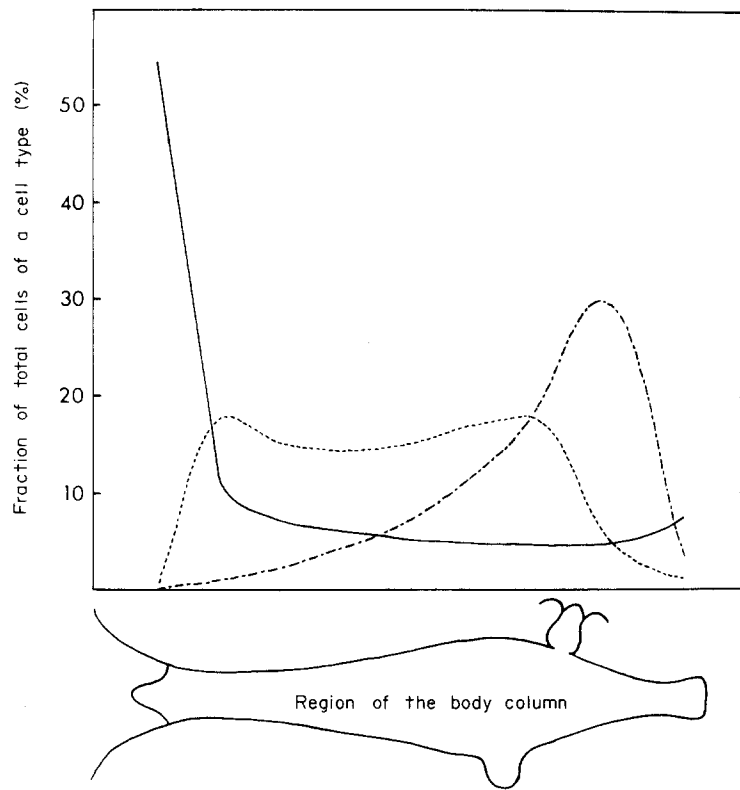 Fraction of total cells of a cell type (%)
50
40
30
20
10
Region of the body column